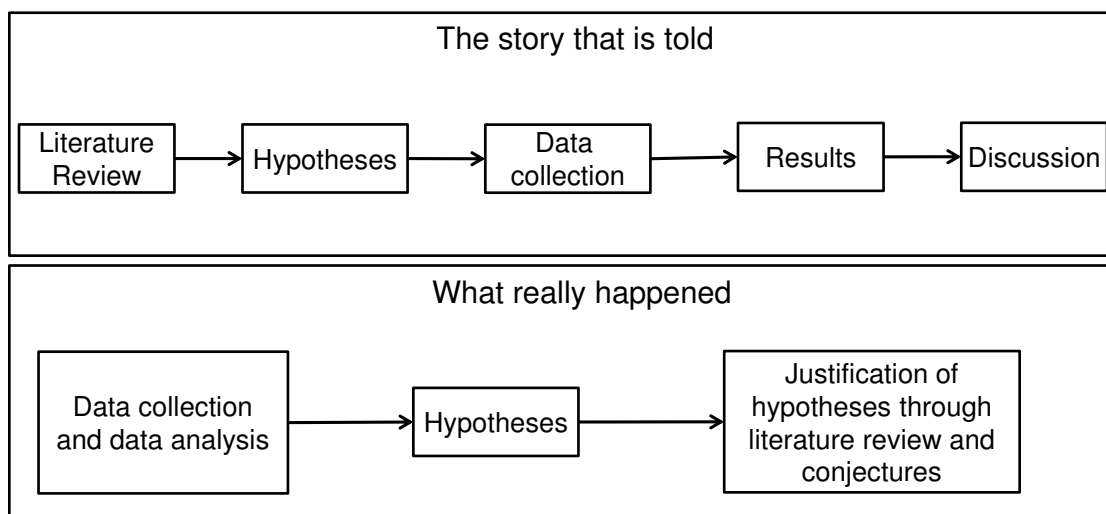 The story that is told
Literature
Review
Hypotheses
Data
collection
Results
Discussion
What really happened
Data collection
and data analysis
Hypotheses
Justification of
hypotheses through
literature review and
conjectures